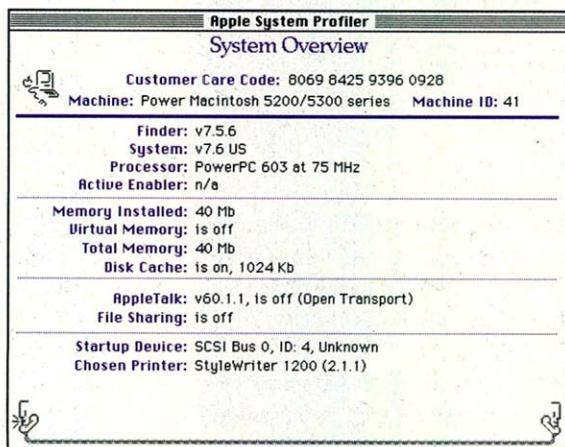 Apple System Profiler
System Overview
Customer Care Code: 8069 8425 9396 0928
Machine: Power Macintosh 5200/5300 series Machine ID: 41
Finder: v7.5.6
System: v7.6 US
Processor: PowerPC 603 at 75 MHz
Active Enabler: n/a
Memory Installed: 40 Mb
Virtual Memory: is off
Total Memory: 40 Mb
Disk Cache: is on, 1024 Kb
AppleTalk: v60.1.1, is off (Open Transport)
File Sharing: is off
Startup Device: SCSI Bus 0, ID: 4, Unknown
Chosen Printer: StyleWriter 1200 (2.1.1)